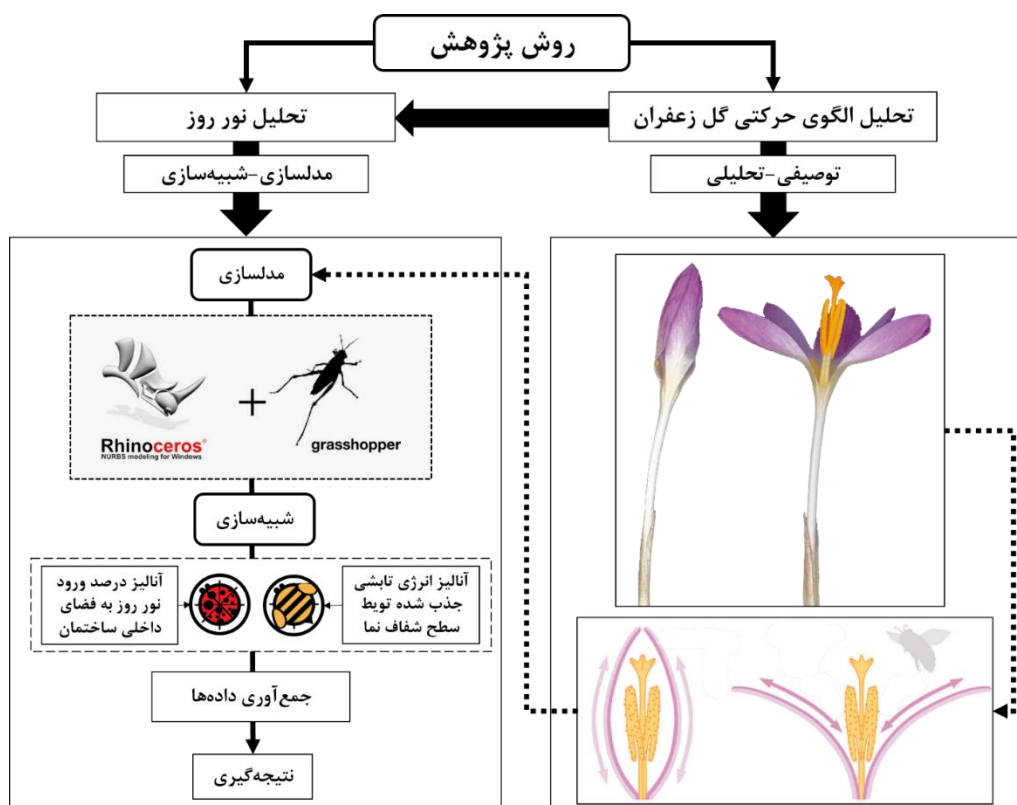 روش پژوهش
تحلیل الگوی حرکتی گل زعفران
تحلیل نور روز
توصیفی-تحلیلی
مدلسازی-شبیه‌سازی
مدلسازی
Rhinoceros®
NURBS modeling for Windows
+
grasshopper
شبیه‌سازی
آنالیز انرژی تابشی
جذب شده تویط
سطح شفاف نما
آنالیز درصد ورود
نور روز به فضای
داخلی ساختمان
جمع‌آوری داده‌ها
نتیجه‌گیری